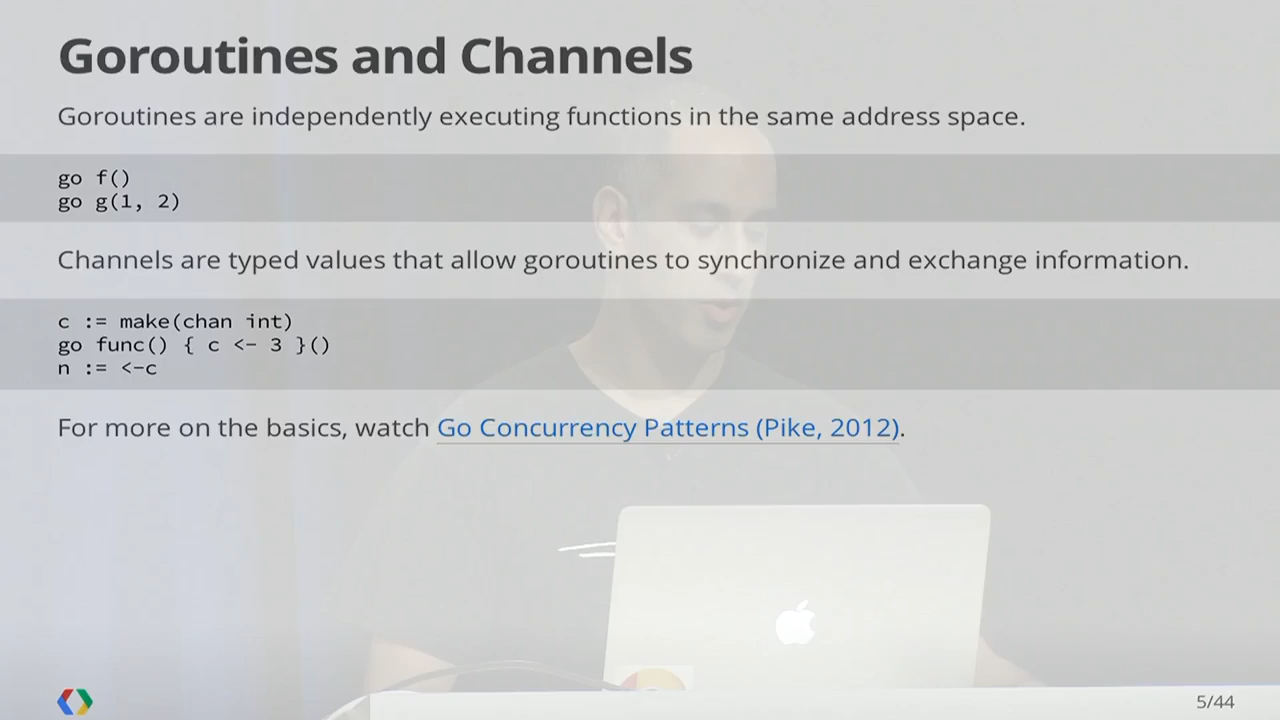 Goroutines and Channels
Goroutines are independently executing functions in the same address space.
go f()
go g(1, 2)
Channels are typed values that allow goroutines to synchronize and exchange information.
c := make(chan int)
go func() { c <- 3 }()
n := <-c
For more on the basics, watch Go Concurrency Patterns (Pike, 2012).
5/44